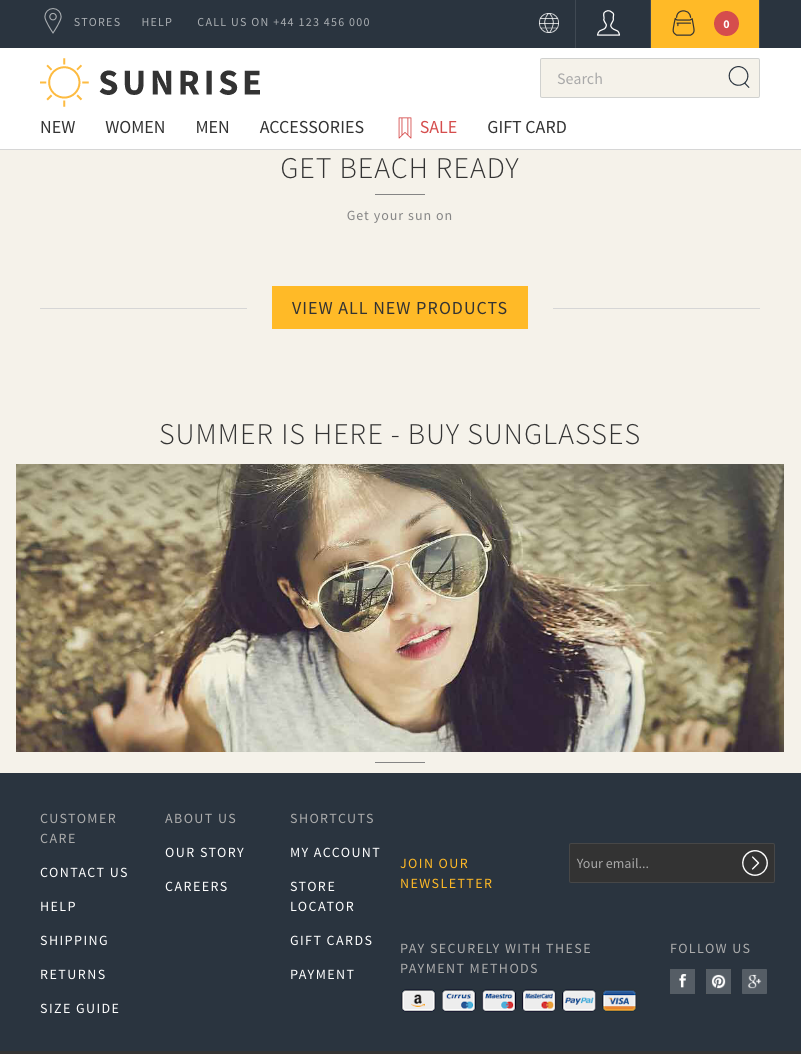 STORES HELP CALL US ON +44 123 456 000 0
SUNRISE
Search
NEW WOMEN MEN ACCESSORIES SALE GIFT CARD
GET BEACH READY
Get your sun on
VIEW ALL NEW PRODUCTS
SUMMER IS HERE - BUY SUNGLASSES
CUSTOMER
CARE
CONTACT US
HELP
SHIPPING
RETURNS
SIZE GUIDE
ABOUT US
OUR STORY
CAREERS
SHORTCUTS
MY ACCOUNT
STORE
LOCATOR
GIFT CARDS
PAYMENT
JOIN OUR
NEWSLETTER
Your email...
PAY SECURELY WITH THESE
PAYMENT METHODS
a Cirrus Maestro MasterCard PayPal VISA
FOLLOW US
f g+